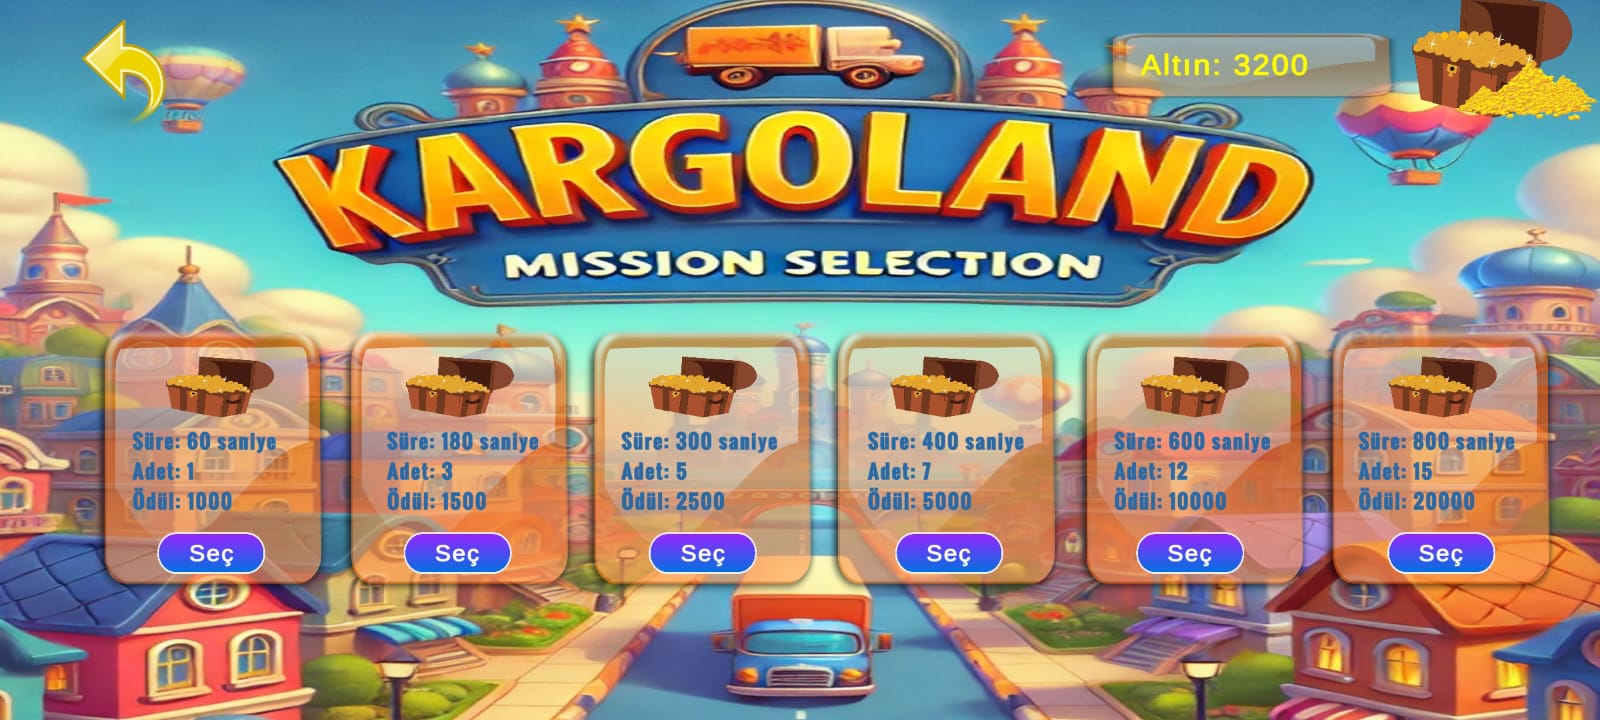 Altın: 3200
KARGOLAND
MISSION SELECTION
Süre: 60 saniye
Adet: 1
Ödül: 1000
Seç
Süre: 180 saniye
Adet: 3
Ödül: 1500
Seç
Süre: 300 saniye
Adet: 5
Ödül: 2500
Seç
Süre: 400 saniye
Adet: 7
Ödül: 5000
Seç
Süre: 600 saniye
Adet: 12
Ödül: 10000
Seç
Süre: 800 saniye
Adet: 15
Ödül: 20000
Seç